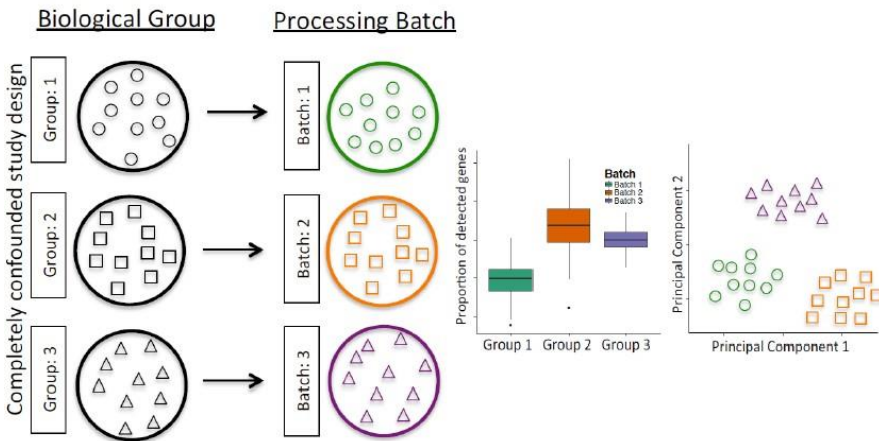 Biological Group
Processing Batch
Completely confounded study design
Group: 1
Batch: 1
Group: 2
Batch: 2
Group: 3
Batch: 3
Proportion of detected genes
Batch
Batch 1
Batch 2
Batch 3
Group 1 Group 2 Group 3
Principal Component 2
Principal Component 1